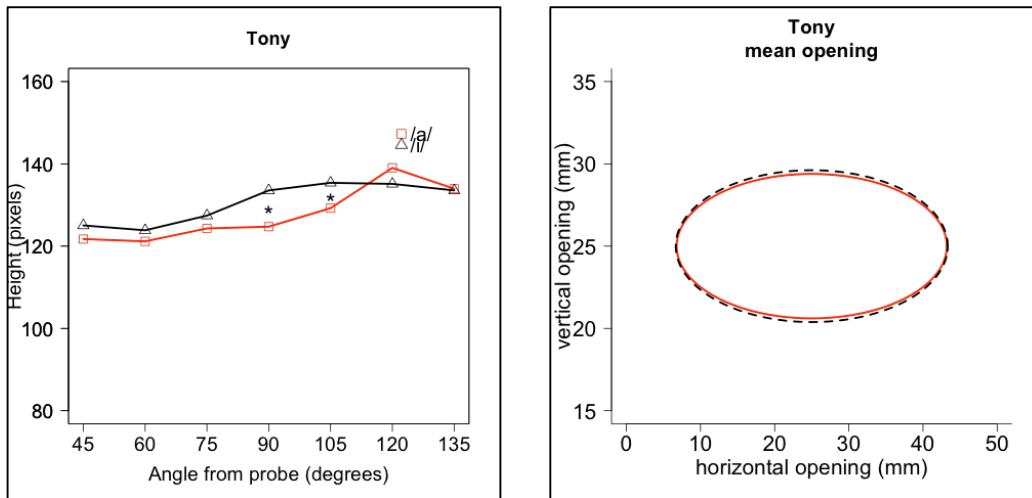 Tony
160
140
120
100
80
Height (pixels)
/a/
/i/
*
*
45 60 75 90 105 120 135
Angle from probe (degrees)
Tony
mean opening
35
30
25
20
15
vertical opening (mm)
0 10 20 30 40 50
horizontal opening (mm)